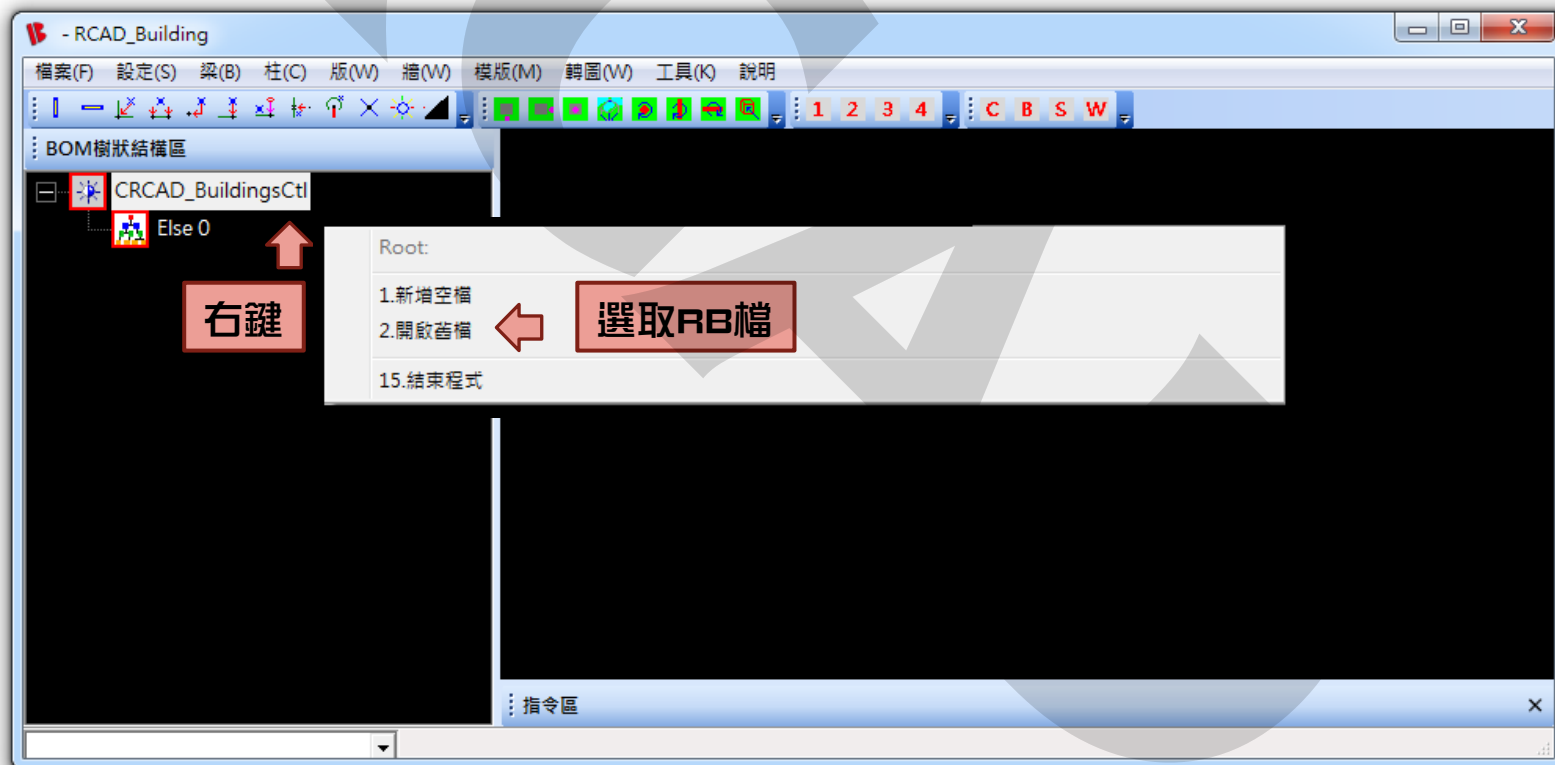 - RCAD_Building
檔案(F) 設定(S) 梁(B) 柱(C) 版(W) 牆(W) 模版(M) 轉圖(W) 工具(K) 說明
1 2 3 4 C B S W
BOM樹狀結構區
CRCAD_BuildingsCtl
Else 0
Root:
1.新增空檔
右鍵
選取RB檔
2.開啟舊檔
15.結束程式
指令區